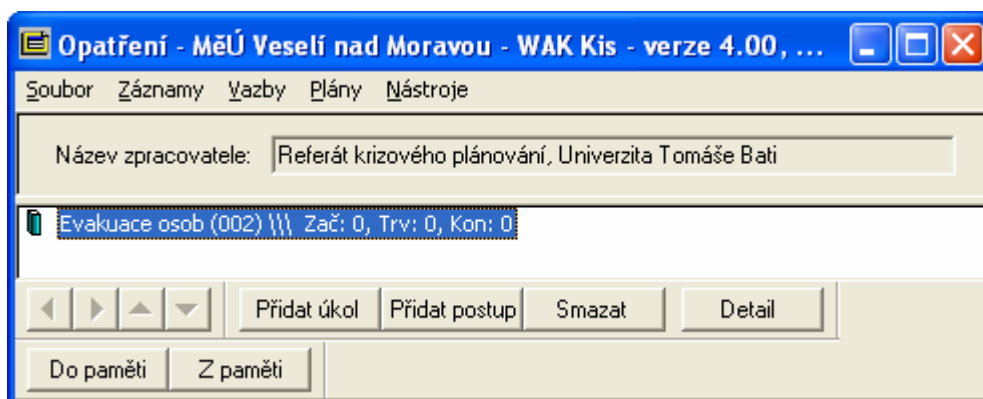 Opatření - MěÚ Veselí nad Moravou - WAK Kis - verze 4.00, ...
Soubor Záznamy Vazby Plány Nástroje
Název zpracovatele: Referát krizového plánování, Univerzita Tomáše Bati
Evakuace osob (002) \\\ Zač: 0, Trv: 0, Kon: 0
Přidat úkol Přidat postup Smazat Detail
Do paměti Z paměti